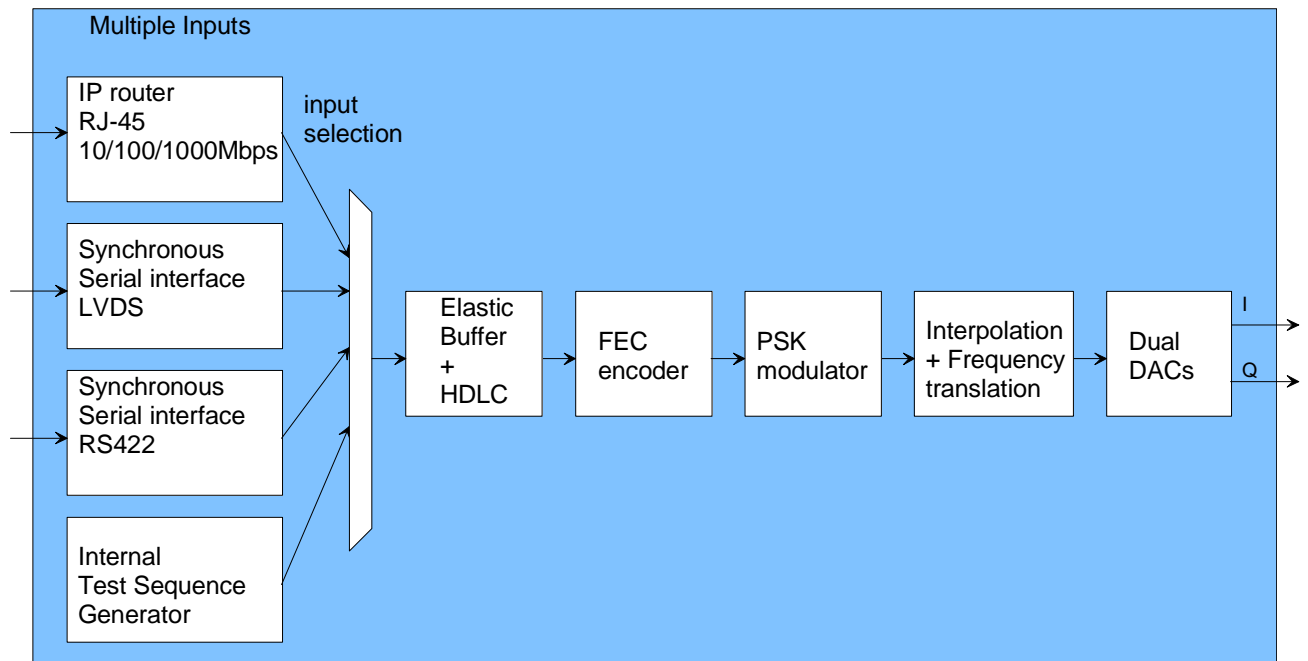 Multiple Inputs
IP router
RJ-45
10/100/1000Mbps
input
selection
Synchronous
Serial interface
LVDS
Synchronous
Serial interface
RS422
Internal
Test Sequence
Generator
Elastic
Buffer
+
HDLC
FEC
encoder
PSK
modulator
Interpolation
+ Frequency
translation
Dual
DACs
I
Q